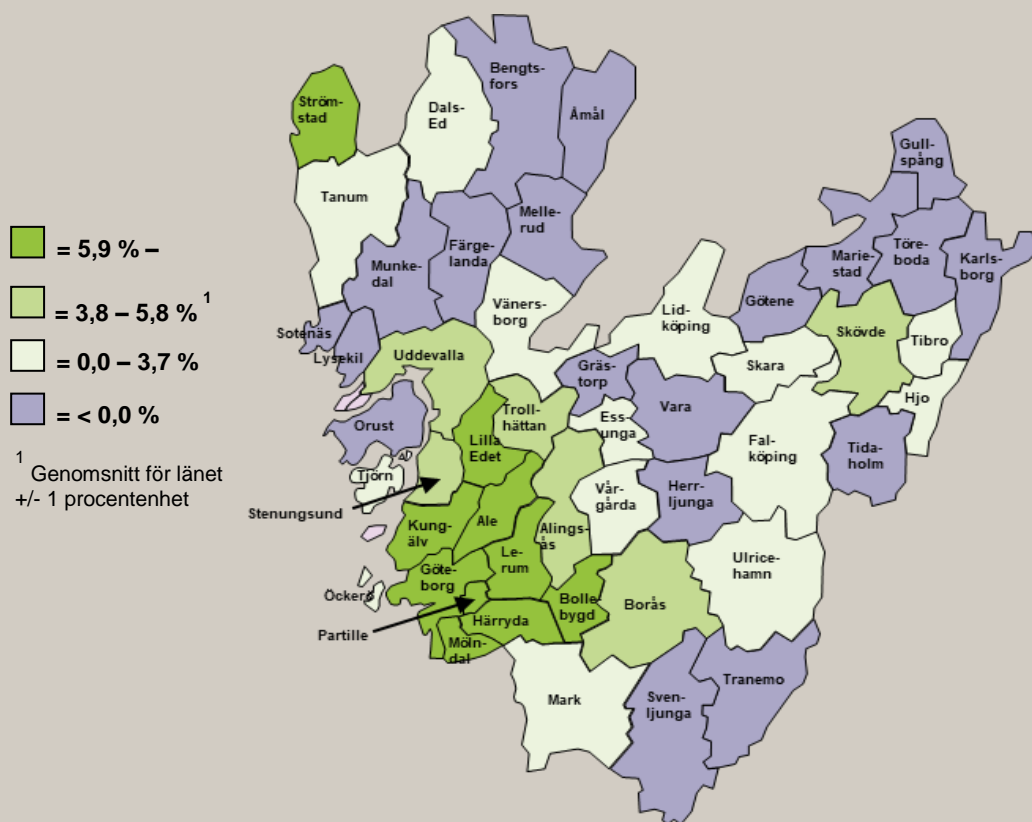 = 5,9 % –
= 3,8 – 5,8 % 1
= 0,0 – 3,7 %
= < 0,0 %
1 Genomsnitt för länet
+/- 1 procentenhet
Ström-
stad
Dals-
Ed
Bengts-
fors
Åmål
Tanum
Munke-
dal
Färge-
landa
Melle-
rud
Gull-
spång
Marie-
stad
Töre-
boda
Karls-
borg
Götene
Sotenäs
Lysekil
Uddevalla
Väners-
borg
Lid-
köping
Skara
Skövde
Tibro
Hjo
Orust
Troll-
hättan
Gräs-
torp
Ess-
unga
Vara
Fal-
köping
Tida-
holm
Lilla
Edet
Tjörn
Stenungsund
Vår-
gårda
Herr-
ljunga
Kung-
älv
Ale
Alings-
ås
Ulrice-
hamn
Göte-
borg
Le-
rum
Öckerö
Partille
Bolle-
bygd
Borås
Härryda
Möln-
dal
Mark
Sven-
ljunga
Tranemo